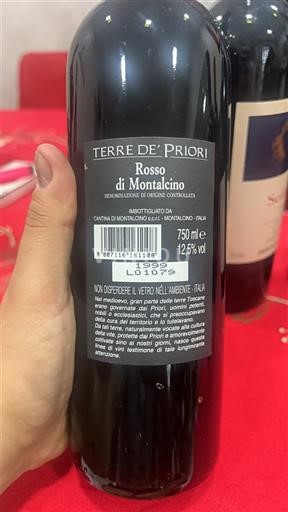 TERRE DE' PRIORI
Rosso
di Montalcino
DENOMINAZIONE DI ORIGINE CONTROLLATA
IMBOTTIGLIATO DA
CANTINA DI MONTALCINO s.c.r.l. - MONTALCINO - ITALIA
750 ml e
12,5% vol
8 007116 161100
1999
L01079
NON DISPERDERE IL VETRO NELL'AMBIENTE - ITALIA
Nel medioevo, gran parte delle terre Toscane
erano governate dai Priori, uomini potenti,
nobili o ecclesiastici, che si preoccupavano
della cura del territorio e lo tutelavano.
Da tali terre, naturalmente vocate alla cultura
della vite, protette dai Priori e amorevolmente
coltivate sino ai nostri giorni, nasce questa
linea di vini testimone di tale lungimirante
attenzione.